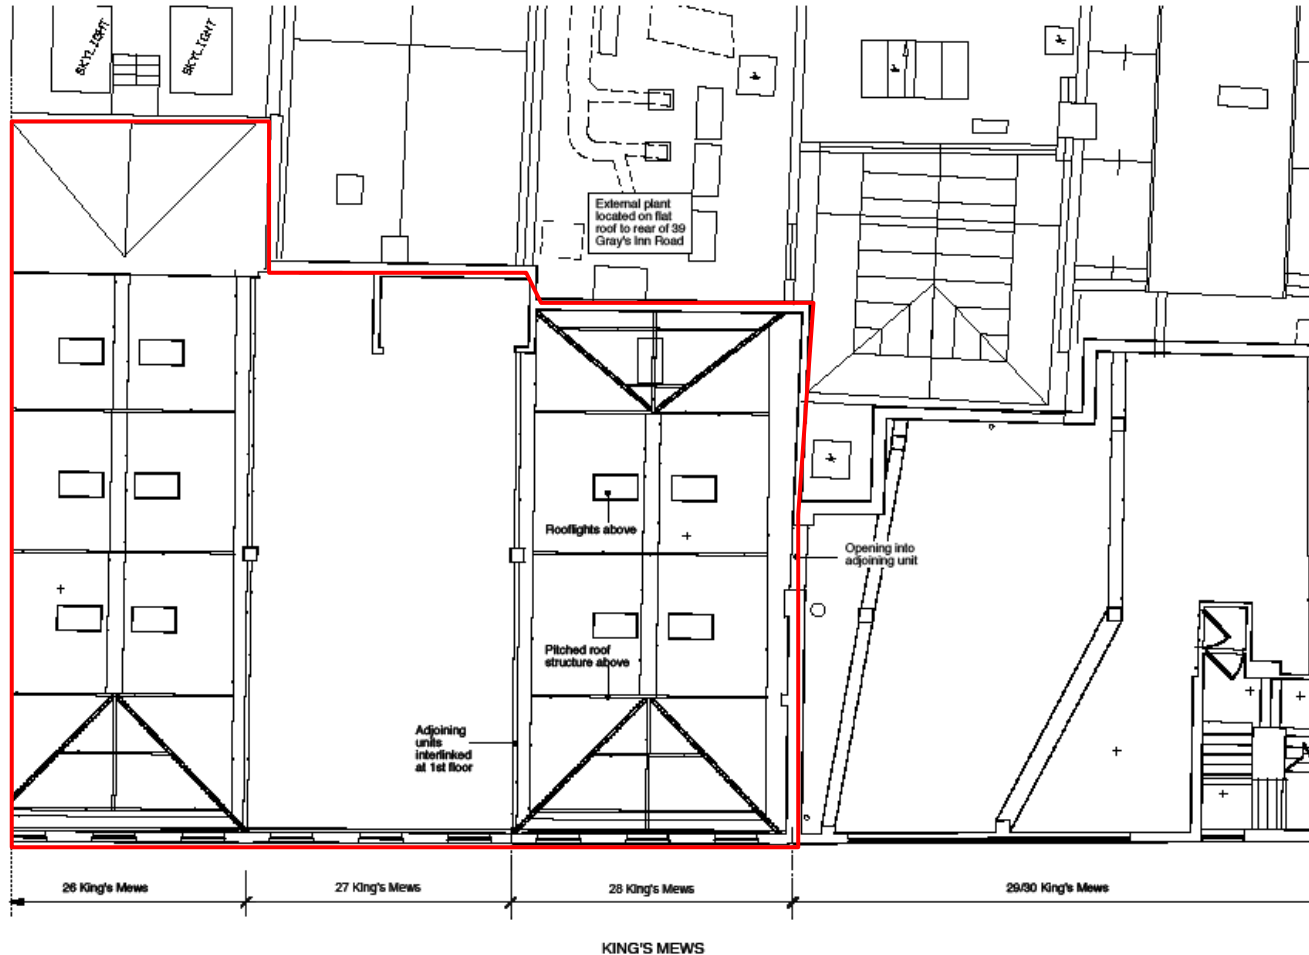 SKYLIGHT
SKYLIGHT
External plant
located on flat
roof to rear of 39
Gray's Inn Road
Rooflights above
Opening into
adjoining unit
Pitched roof
structure above
Adjoining
units
interlinked
at 1st floor
26 King's Mews
27 King's Mews
28 King's Mews
29/30 King's Mews
KING'S MEWS